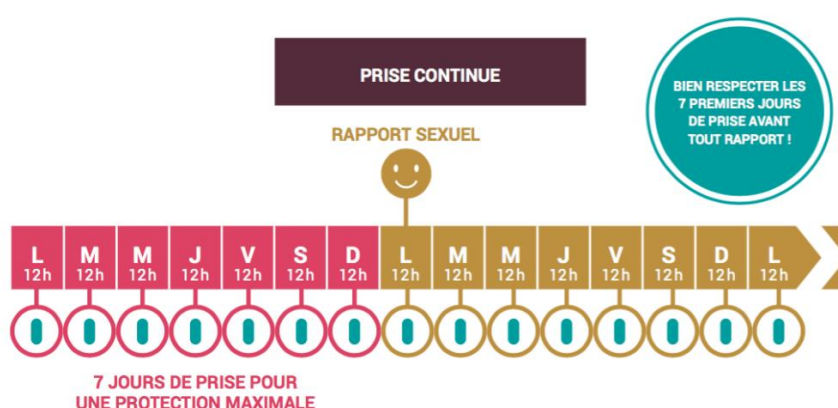 PRISE CONTINUE
BIEN RESPECTER LES
7 PREMIERS JOURS
DE PRISE AVANT
TOUT RAPPORT !
RAPPORT SEXUEL
L M M J V S D L M M J V S D L
12h 12h 12h 12h 12h 12h 12h 12h 12h 12h 12h 12h 12h 12h 12h
7 JOURS DE PRISE POUR
UNE PROTECTION MAXIMALE